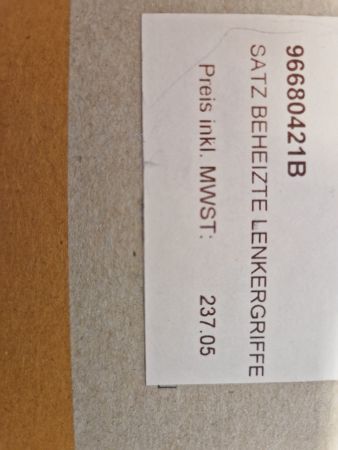 96680421B
SATZ BEHEIZTE LENKERGRIFFE
Preis inkl. MWST: 237.05